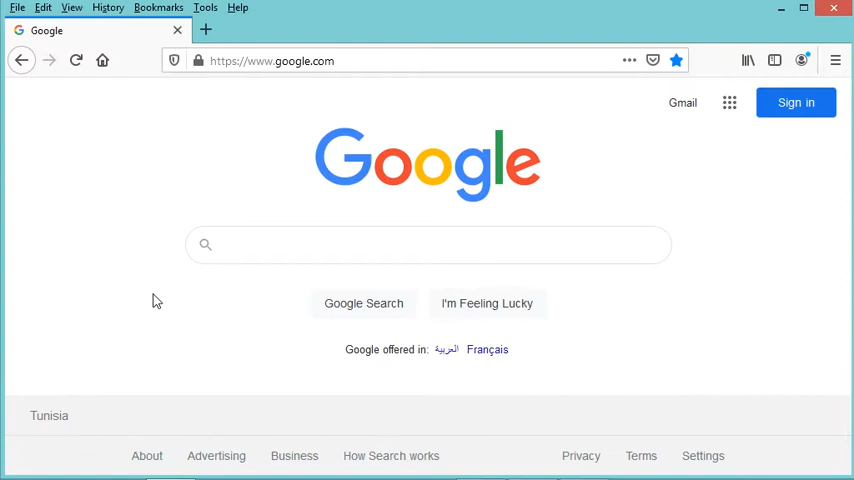 File Edit View History Bookmarks Tools Help
Google
https://www.google.com
Gmail
Sign in
Google
Google Search
I'm Feeling Lucky
Google offered in: العربية Français
Tunisia
About Advertising Business How Search works Privacy Terms Settings